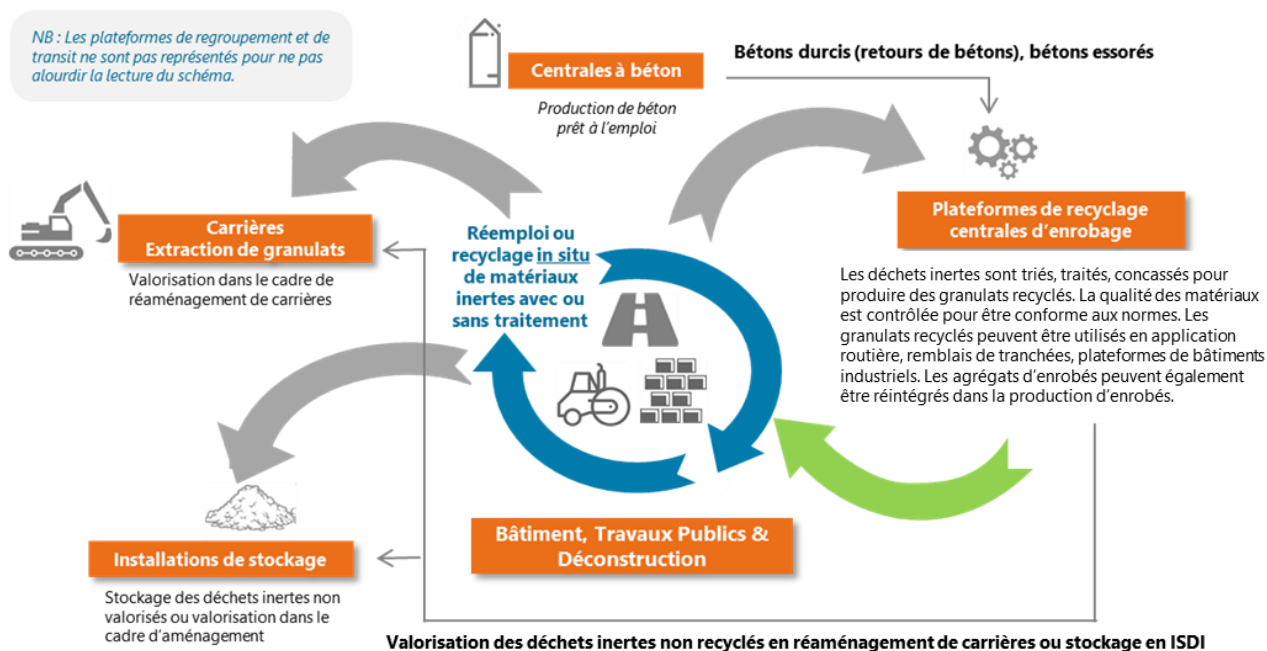 NB : Les plateformes de regroupement et de
transit ne sont pas représentés pour ne pas
alourdir la lecture du schéma.
Centrales à béton
Production de béton
prêt à l'emploi
Bétons durcis (retours de bétons), bétons essorés
Carrières
Extraction de granulats
Valorisation dans le cadre de
réaménagement de carrières
Réemploi ou
recyclage in situ
de matériaux
inertes avec ou
sans traitement
Plateformes de recyclage
centrales d'enrobage
Les déchets inertes sont triés, traités, concassés pour
produire des granulats recyclés. La qualité des matériaux
est contrôlée pour être conforme aux normes. Les
granulats recyclés peuvent être utilisés en application
routière, remblais de tranchées, plateformes de bâtiments
industriels. Les agrégats d'enrobés peuvent également
être réintégrés dans la production d'enrobés.
Bâtiment, Travaux Publics &
Déconstruction
Installations de stockage
Stockage des déchets inertes non
valorisés ou valorisation dans le
cadre d'aménagement
Valorisation des déchets inertes non recyclés en réaménagement de carrières ou stockage en ISDI